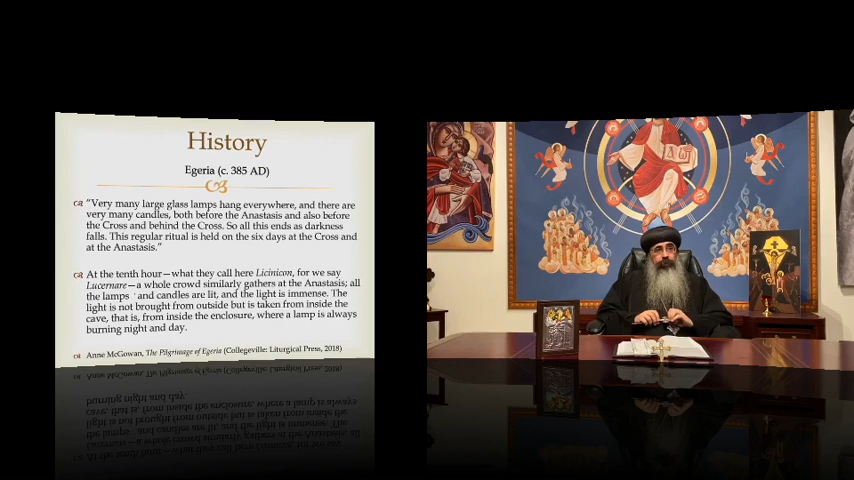 History
Egeria (c. 385 AD)
“Very many large glass lamps hang everywhere, and there are
very many candles, both before the Anastasis and also before
the Cross and behind the Cross. So all this ends as darkness
falls. This regular ritual is held on the six days at the Cross and
at the Anastasis.”
At the tenth hour—what they call here Licinicon, for we say
Lucernare—a whole crowd similarly gathers at the Anastasis; all
the lamps and candles are lit, and the light is immense. The
light is not brought from outside but is taken from inside the
cave, that is, from inside the enclosure, where a lamp is always
burning night and day.
Anne McGowan, The Pilgrimage of Egeria (Collegeville: Liturgical Press, 2018)
Α Ω